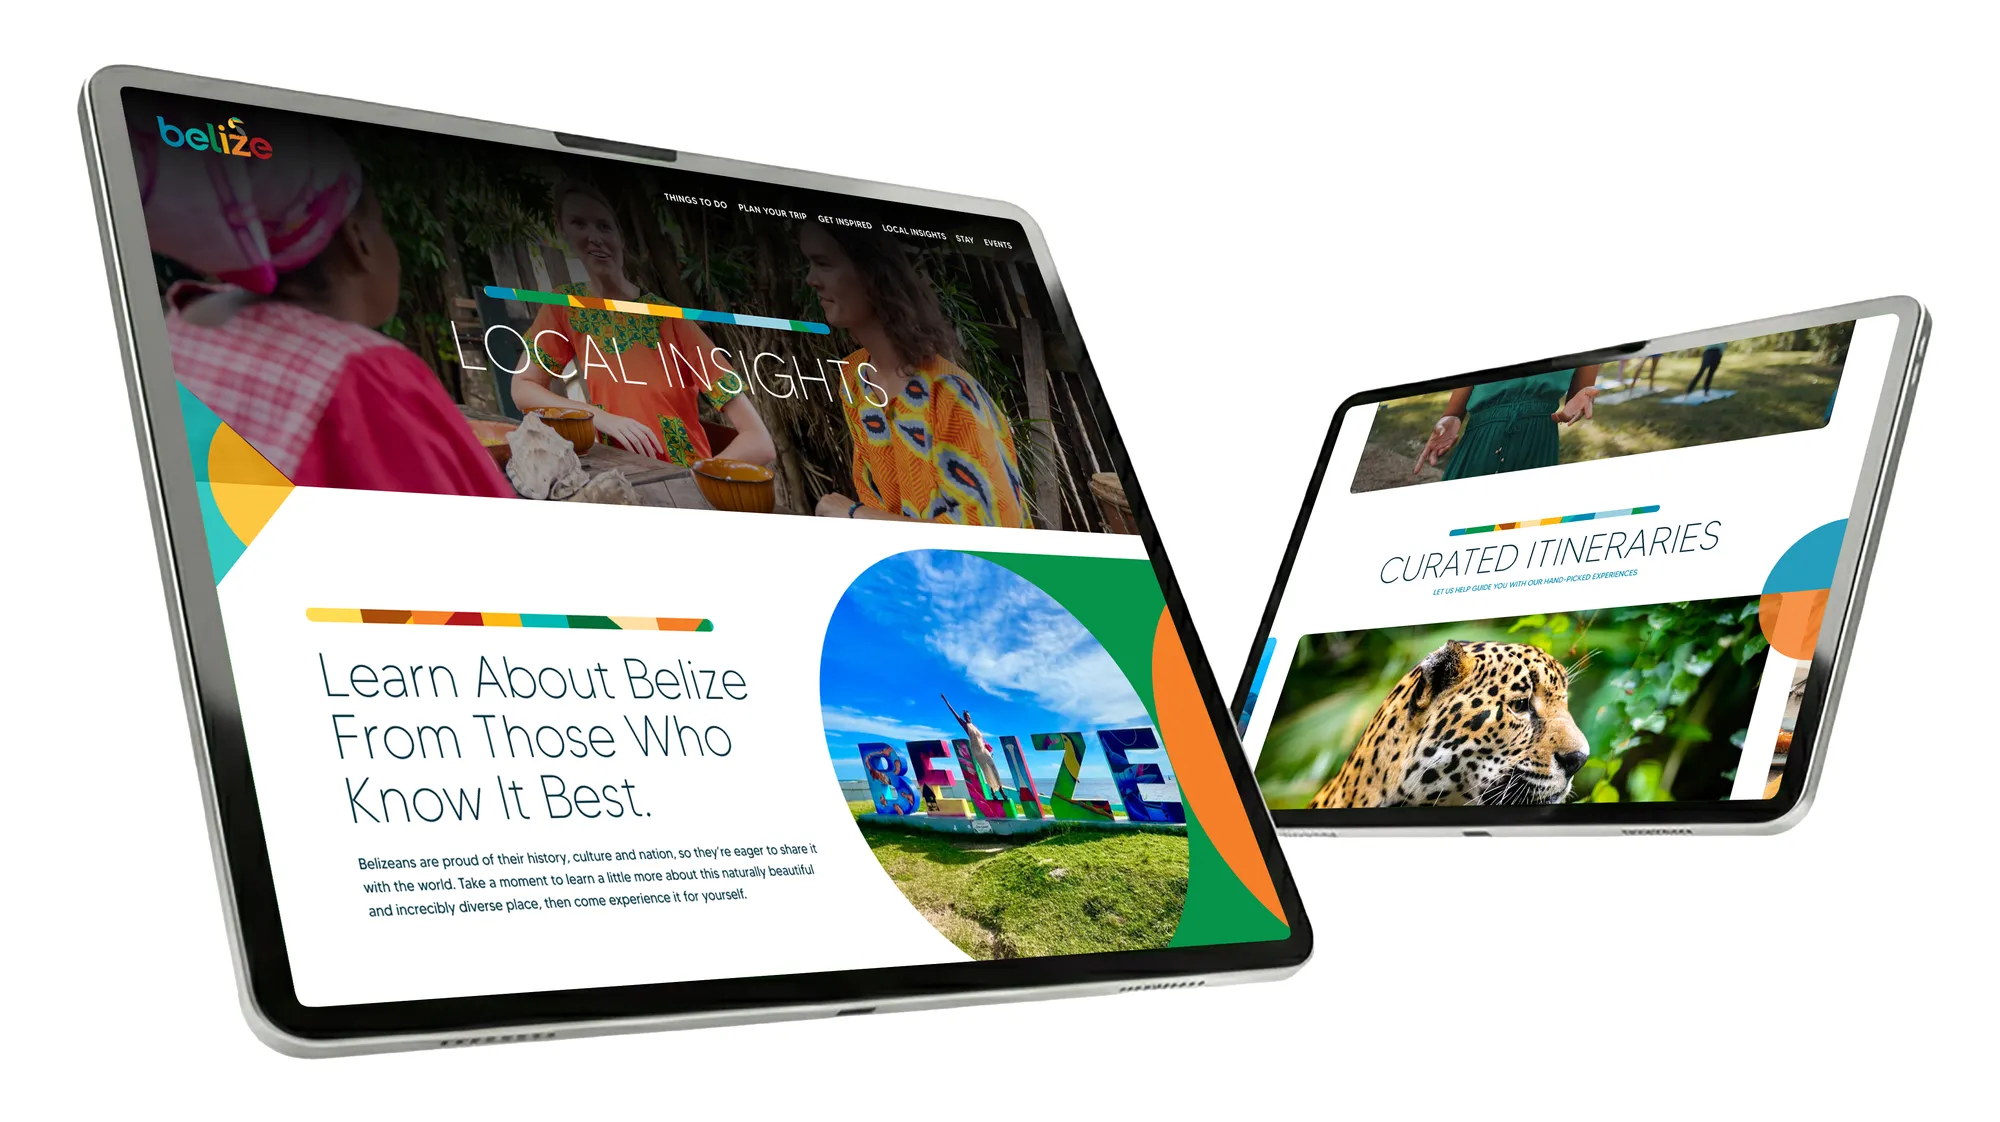 belize
THINGS TO DO PLAN YOUR TRIP GET INSPIRED LOCAL INSIGHTS STAY EVENTS
LOCAL INSIGHTS
Learn About Belize
From Those Who
Know It Best.
Belizeans are proud of their history, culture and nation, so they're eager to share it
with the world. Take a moment to learn a little more about this naturally beautiful
and increcibly diverse place, then come experience it for yourself.
BELIZE
CURATED ITINERARIES
LET US HELP GUIDE YOU WITH OUR HAND-PICKED EXPERIENCES